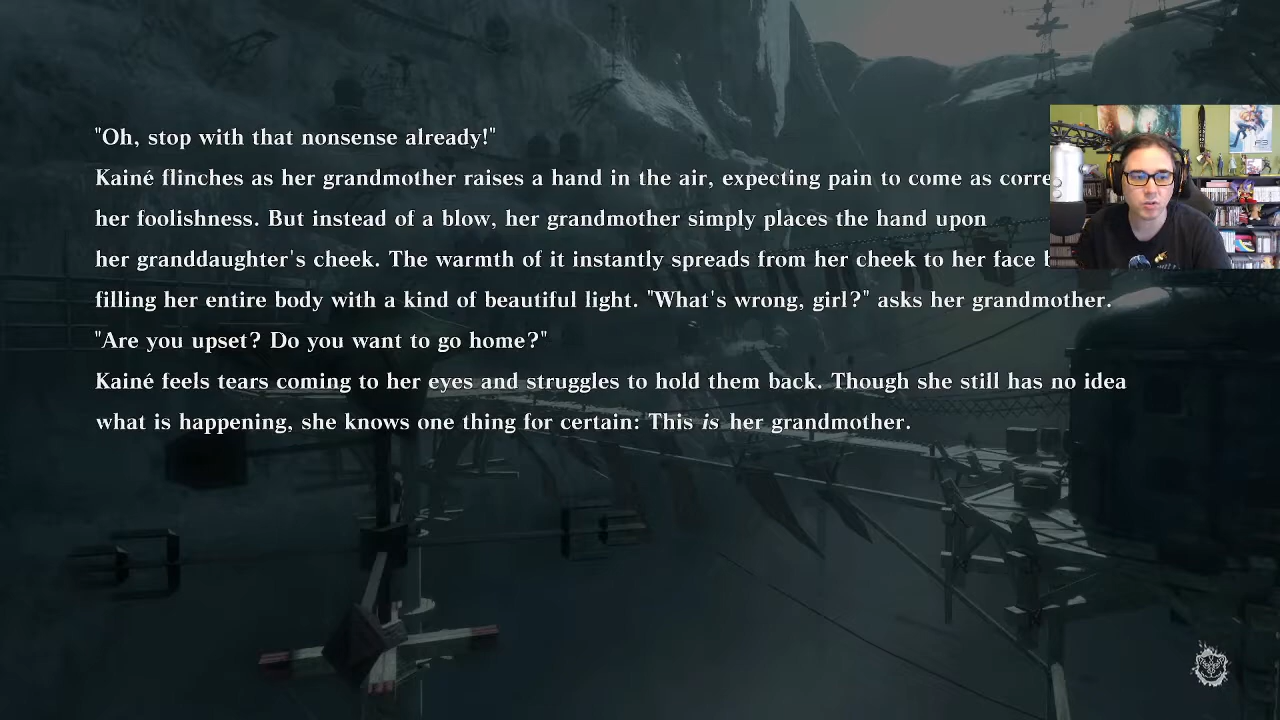 "Oh, stop with that nonsense already!"
Kainé flinches as her grandmother raises a hand in the air, expecting pain to come as
her foolishness. But instead of a blow, her grandmother simply places the hand upon
her granddaughter's cheek. The warmth of it instantly spreads from her cheek to her face
filling her entire body with a kind of beautiful light. "What's wrong, girl?" asks her grandmother.
"Are you upset? Do you want to go home?"
Kainé feels tears coming to her eyes and struggles to hold them back. Though she still has no idea
what is happening, she knows one thing for certain: This is her grandmother.